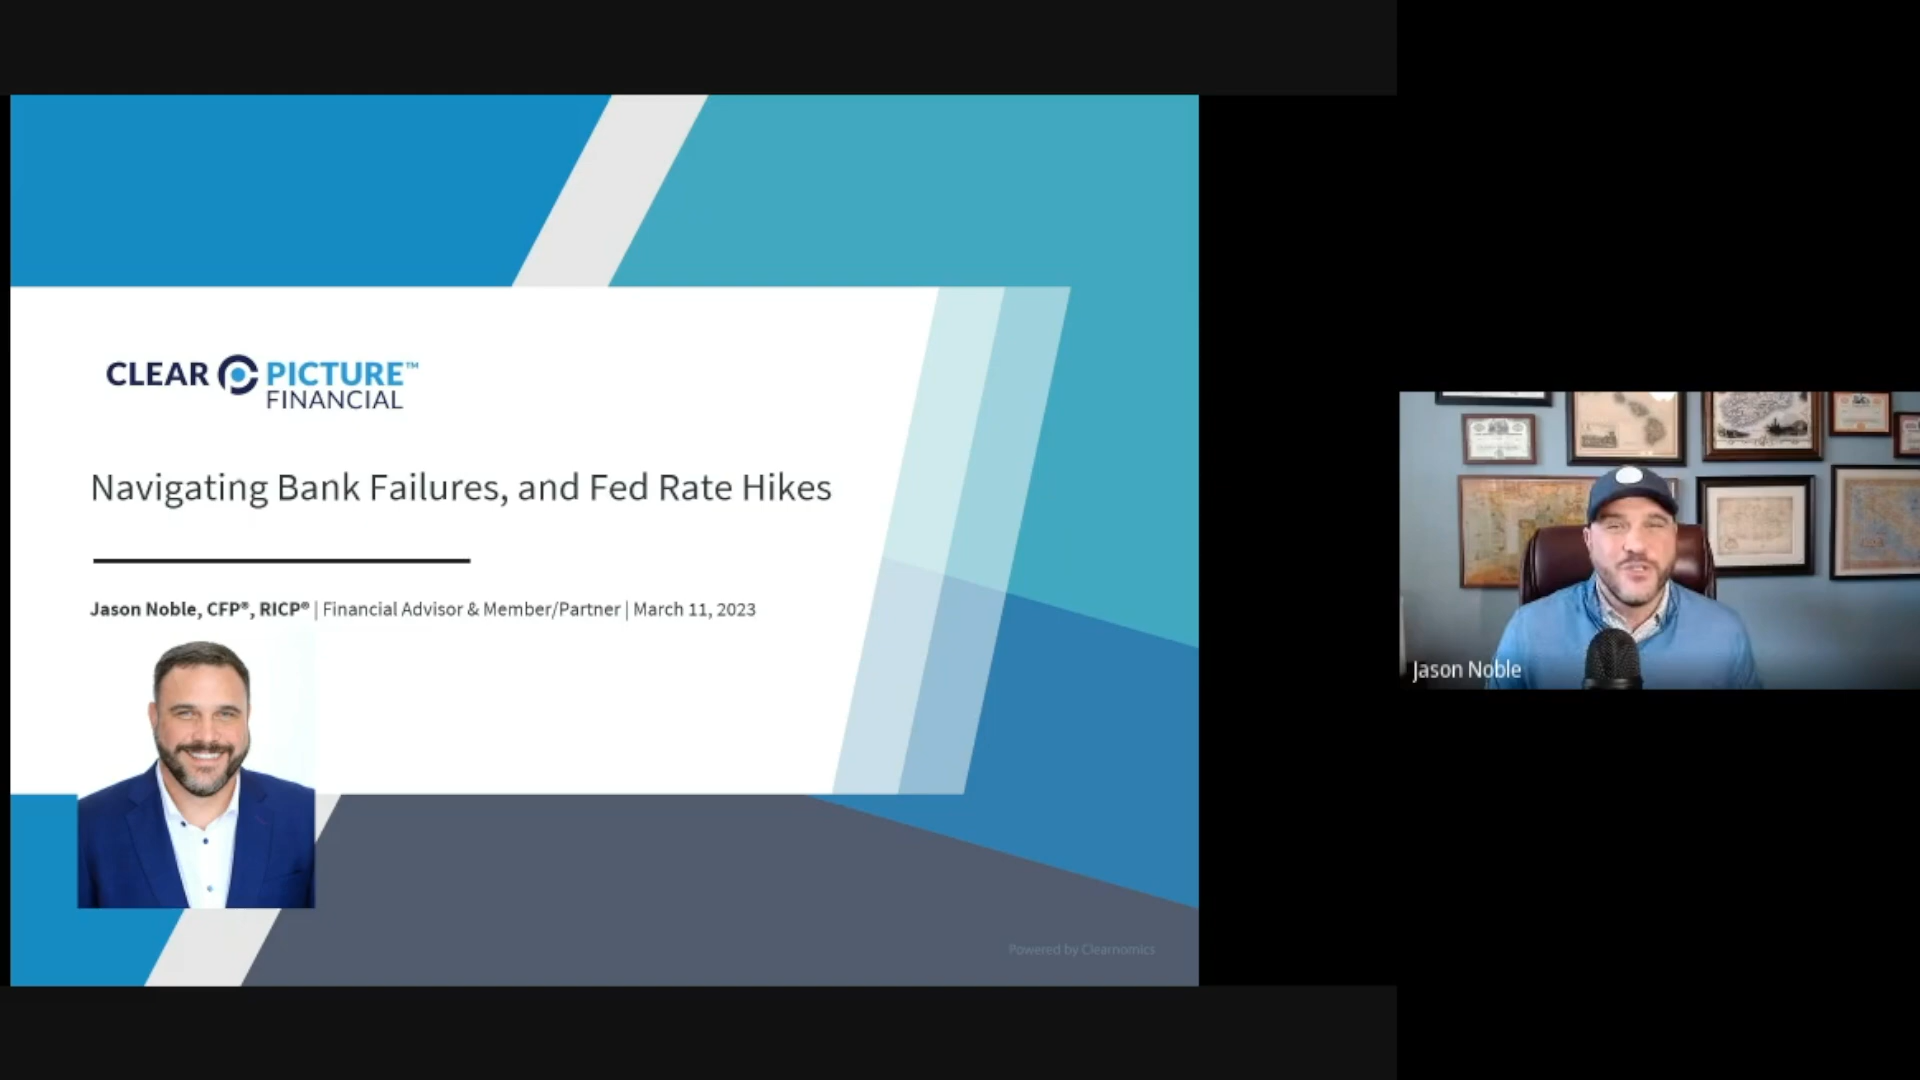 CLEAR PICTURE™
FINANCIAL
Navigating Bank Failures, and Fed Rate Hikes
Jason Noble, CFP®, RICP® | Financial Advisor & Member/Partner | March 11, 2023
Powered by Clearnomics
Jason Noble